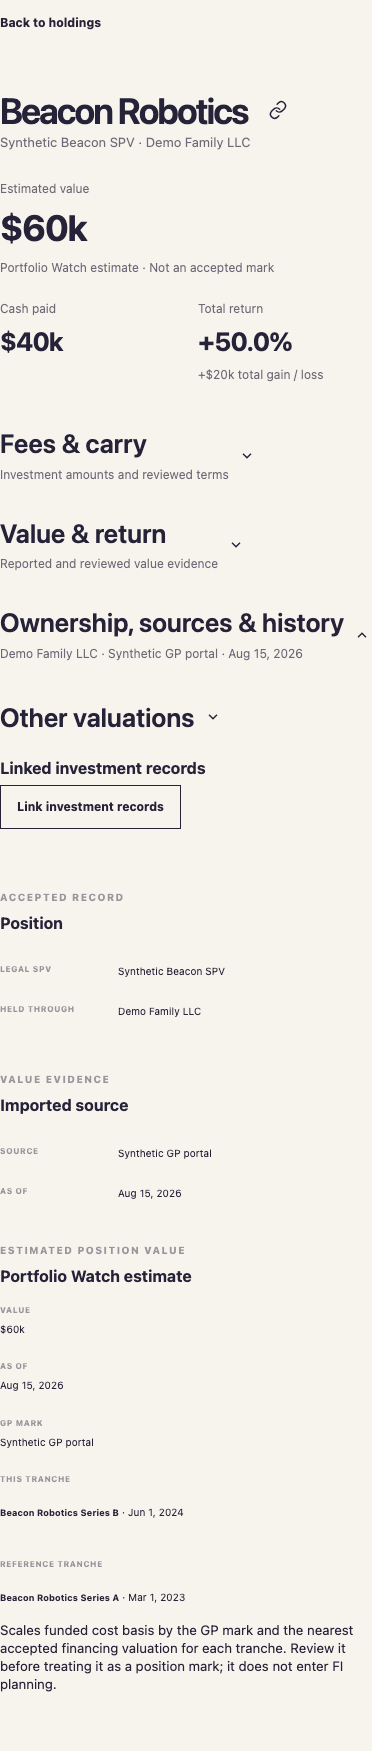 Back to holdings
Beacon Robotics
Synthetic Beacon SPV · Demo Family LLC
Estimated value
$60k
Portfolio Watch estimate · Not an accepted mark
Cash paid
$40k
Total return
+50.0%
+$20k total gain / loss
Fees & carry
Investment amounts and reviewed terms
Value & return
Reported and reviewed value evidence
Ownership, sources & history
Demo Family LLC · Synthetic GP portal · Aug 15, 2026
Other valuations
Linked investment records
Link investment records
ACCEPTED RECORD
Position
LEGAL SPV
Synthetic Beacon SPV
HELD THROUGH
Demo Family LLC
VALUE EVIDENCE
Imported source
SOURCE
Synthetic GP portal
AS OF
Aug 15, 2026
ESTIMATED POSITION VALUE
Portfolio Watch estimate
VALUE
$60k
AS OF
Aug 15, 2026
GP MARK
Synthetic GP portal
THIS TRANCHE
Beacon Robotics Series B · Jun 1, 2024
REFERENCE TRANCHE
Beacon Robotics Series A · Mar 1, 2023
Scales funded cost basis by the GP mark and the nearest
accepted financing valuation for each tranche. Review it
before treating it as a position mark; it does not enter FI
planning.